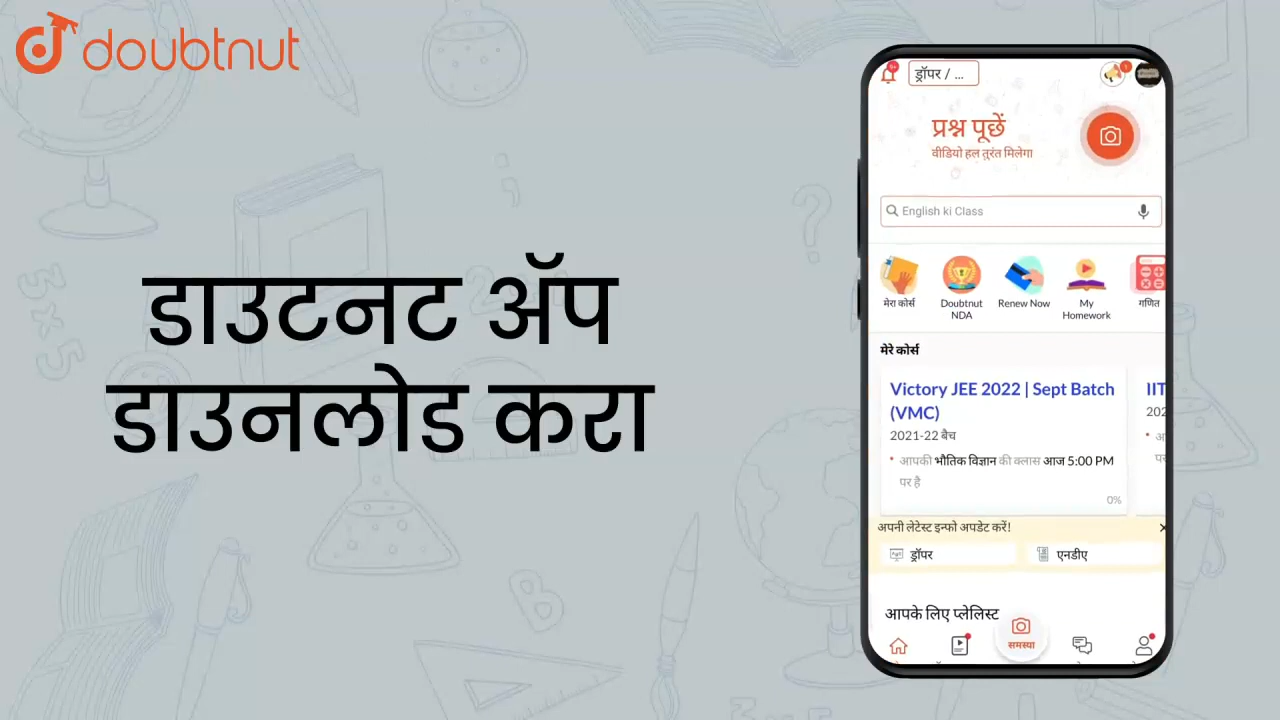 doubtnut
डाउटनट ॲप
डाउनलोड करा
ड्रॉपर / ...
प्रश्न पूछें
वीडियो हल तुरंत मिलेगा
English ki Class
मेरा कोर्स
Doubtnut
NDA
Renew Now
My
Homework
गणित
मेरे कोर्स
Victory JEE 2022 | Sept Batch
(VMC)
2021-22 बैच
आपकी भौतिक विज्ञान की क्लास आज 5:00 PM
पर है
0%
IIT
202
अपनी लेटेस्ट इन्फो अपडेट करें!
ड्रॉपर
एनडीए
आपके लिए प्लेलिस्ट
समस्या